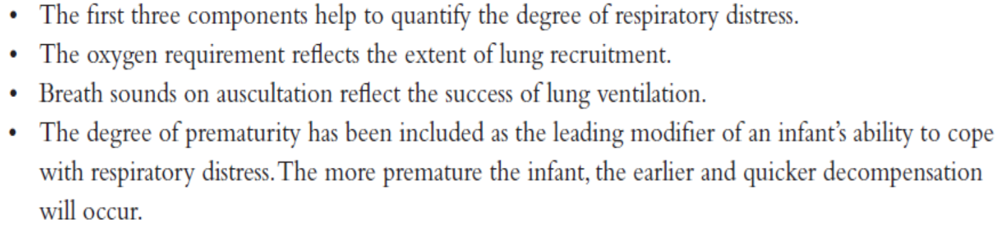 • The first three components help to quantify the degree of respiratory distress.
• The oxygen requirement reflects the extent of lung recruitment.
• Breath sounds on auscultation reflect the success of lung ventilation.
• The degree of prematurity has been included as the leading modifier of an infant’s ability to cope
with respiratory distress. The more premature the infant, the earlier and quicker decompensation
will occur.